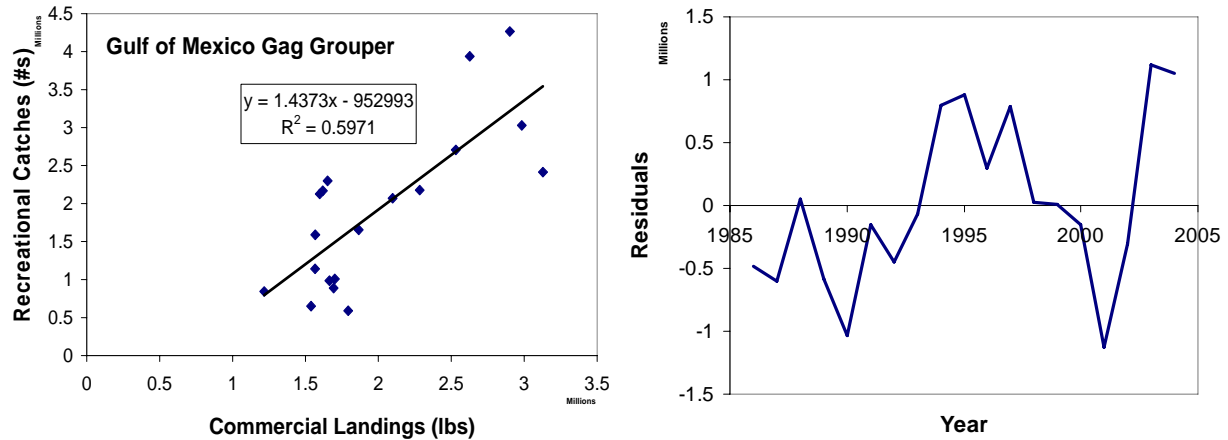 Gulf of Mexico Gag Grouper
y = 1.4373x - 952993
R² = 0.5971
Recreational Catches (#s)
Millions
4.5
4
3.5
3
2.5
2
1.5
1
0.5
0
0 0.5 1 1.5 2 2.5 3 3.5
Millions
Commercial Landings (lbs)
Residuals
Millions
1.5
1
0.5
0
-0.5
-1
-1.5
1985 1990 1995 2000 2005
Year